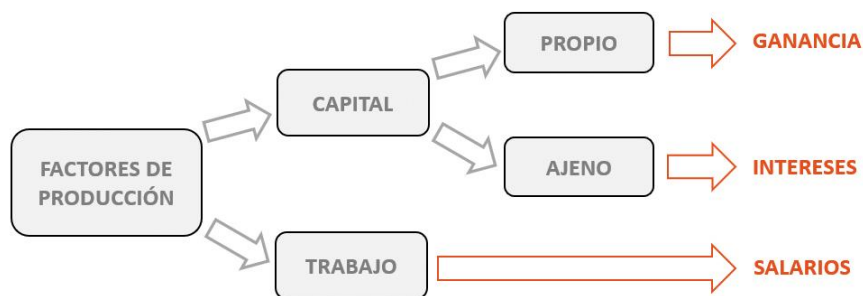 PROPIO
GANANCIA
CAPITAL
FACTORES DE
PRODUCCIÓN
AJENO
INTERESES
TRABAJO
SALARIOS